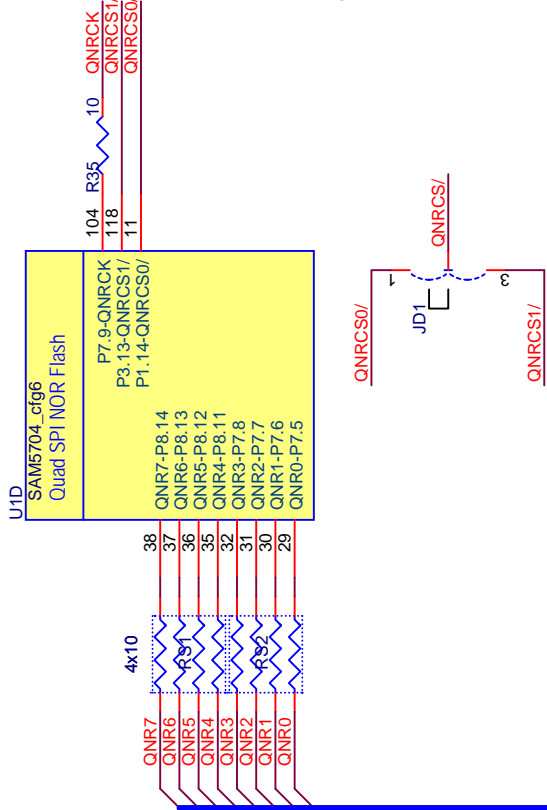 QNRCK
QNRCS1/
QNRCS0/
10
R35
104
118
11
U1D
SAM5704_cfg6
Quad SPI NOR Flash
P7.9-QNRCK
P3.13-QNRCS1/
P1.14-QNRCS0/
QNR7-P8.14
QNR6-P8.13
QNR5-P8.12
QNR4-P8.11
QNR3-P7.8
QNR2-P7.7
QNR1-P7.6
QNR0-P7.5
38
37
36
35
32
31
30
29
4x10
RS1
RS2
QNR7
QNR6
QNR5
QNR4
QNR3
QNR2
QNR1
QNR0
QNRCS/
1
3
JD1
QNRCS0/
QNRCS1/